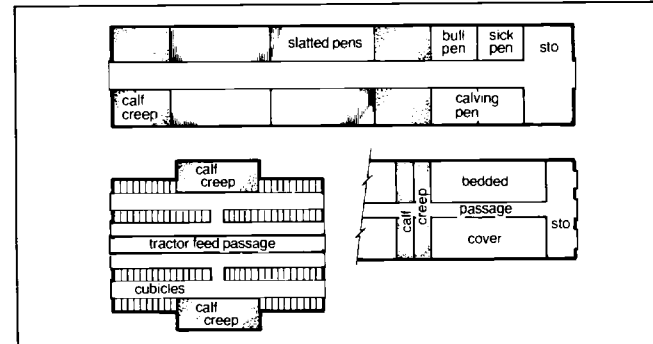 slatted pens
bull
pen
sick
pen
sto
calf
creep
calving
pen
calf
creep
tractor feed passage
cubicles
calf
creep
calf
creep
bedded
passage
cover
sto